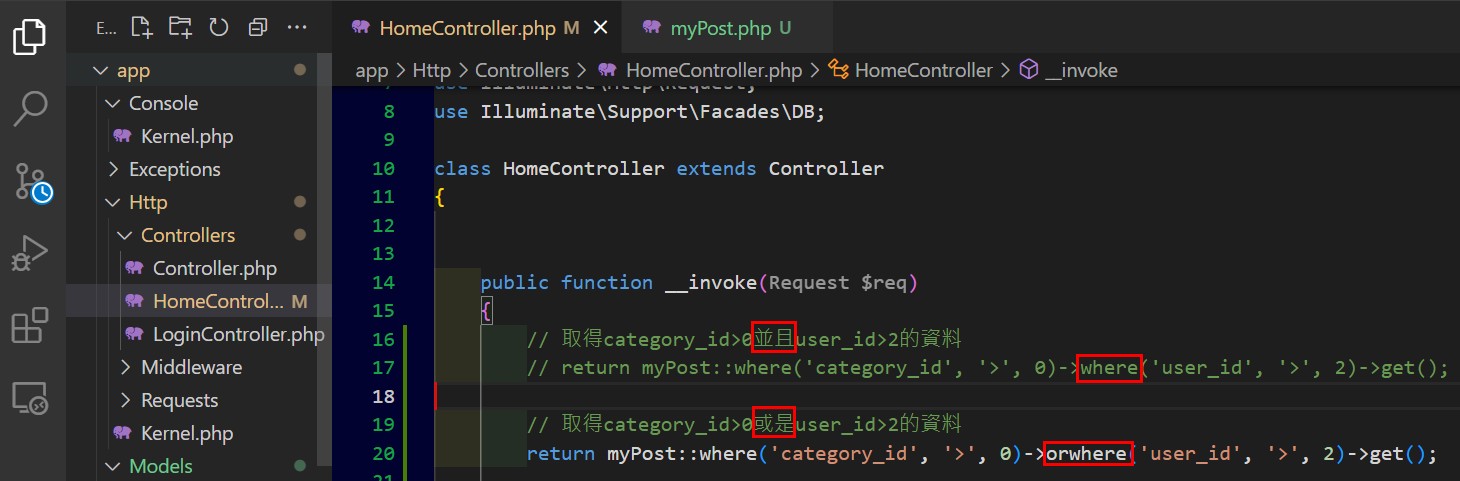 E...
HomeController.php M
myPost.php U
app > Http > Controllers > HomeController.php > HomeController > __invoke
app
Console
Kernel.php
Exceptions
Http
Controllers
Controller.php
HomeControl... M
LoginController.php
Middleware
Requests
Kernel.php
Models
7 use Illuminate\Http\Request;
8 use Illuminate\Support\Facades\DB;
9
10 class HomeController extends Controller
11 {
12
13
14 public function __invoke(Request $req)
15 {
16 // 取得category_id>0並且user_id>2的資料
17 // return myPost::where('category_id', '>', 0)->where('user_id', '>', 2)->get();
18
19 // 取得category_id>0或是user_id>2的資料
20 return myPost::where('category_id', '>', 0)->orwhere('user_id', '>', 2)->get();
21